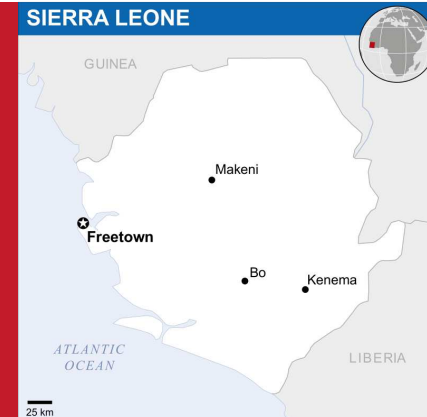 SIERRA LEONE
GUINEA
Makeni
Freetown
Bo
Kenema
ATLANTIC
OCEAN
LIBERIA
25 km